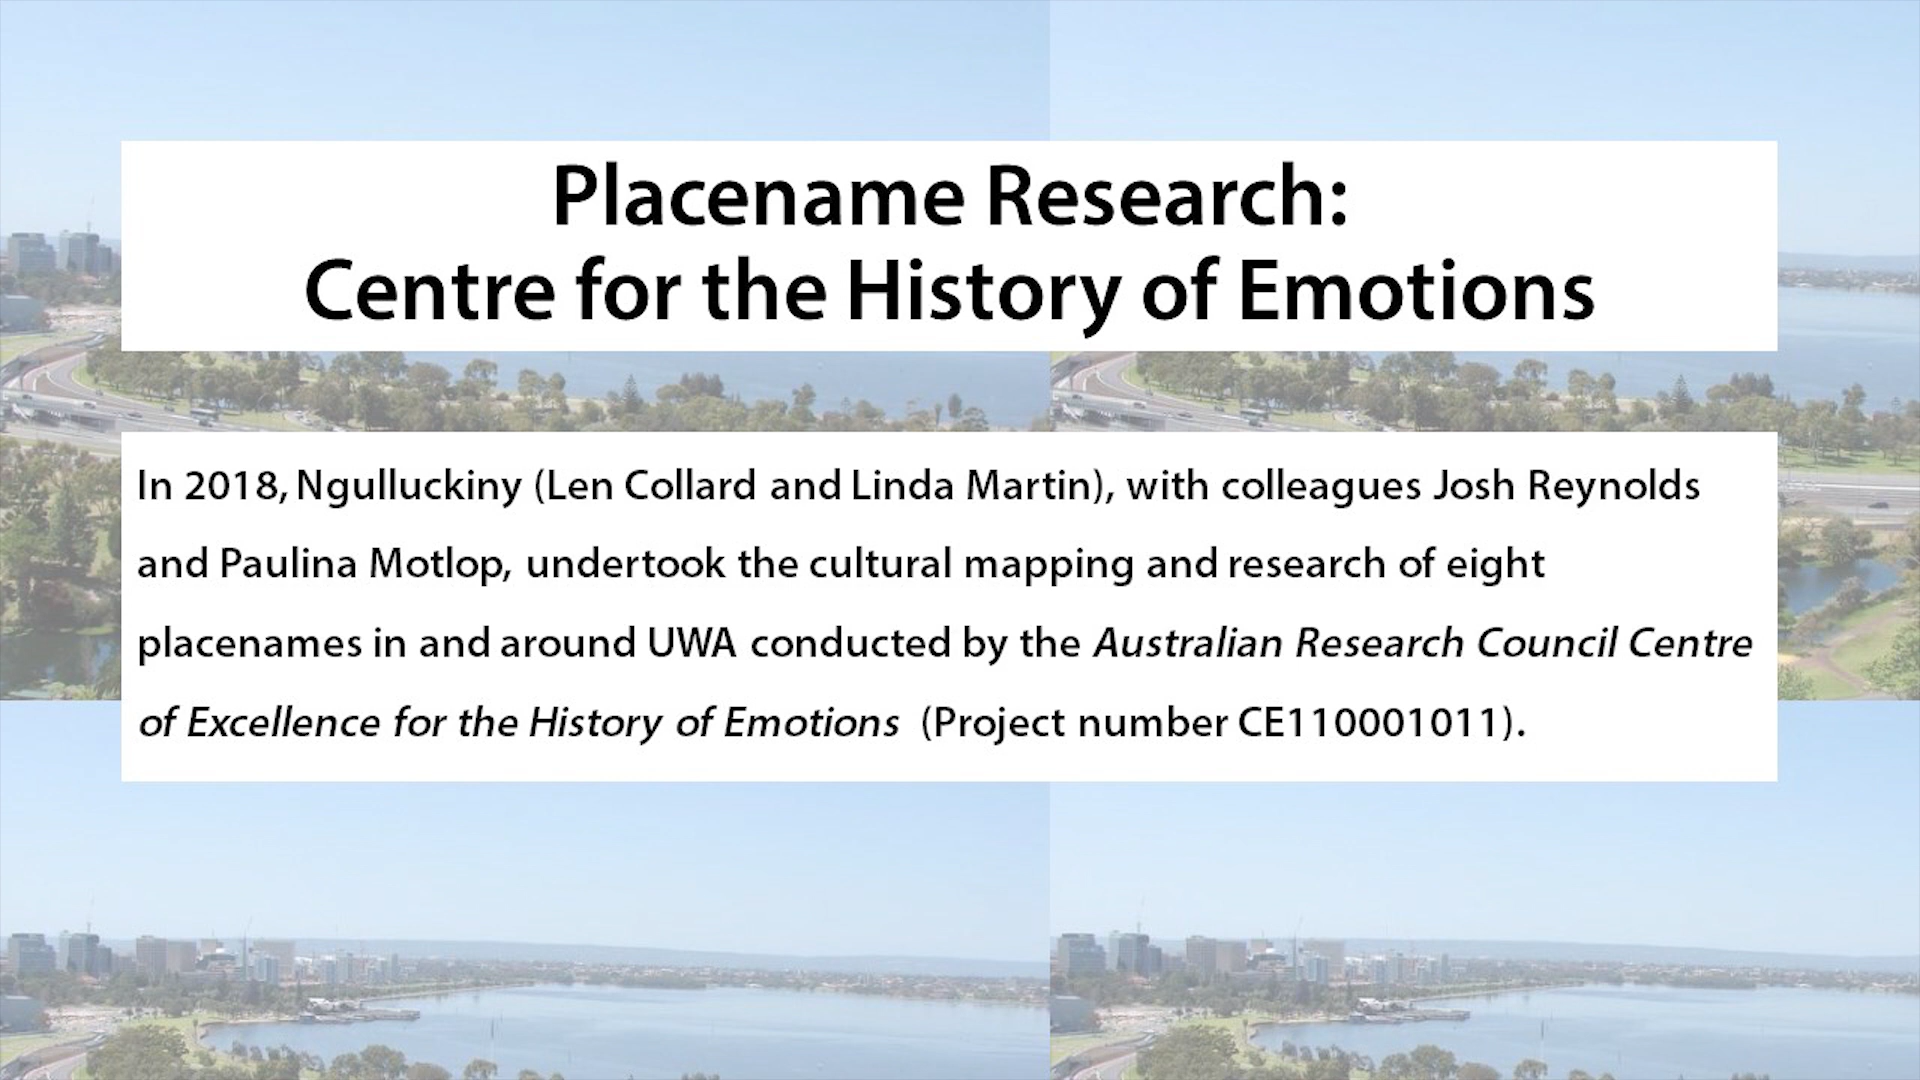 Placename Research:
Centre for the History of Emotions
In 2018, Ngulluckiny (Len Collard and Linda Martin), with colleagues Josh Reynolds
and Paulina Motlop, undertook the cultural mapping and research of eight
placenames in and around UWA conducted by the Australian Research Council Centre
of Excellence for the History of Emotions (Project number CE110001011).